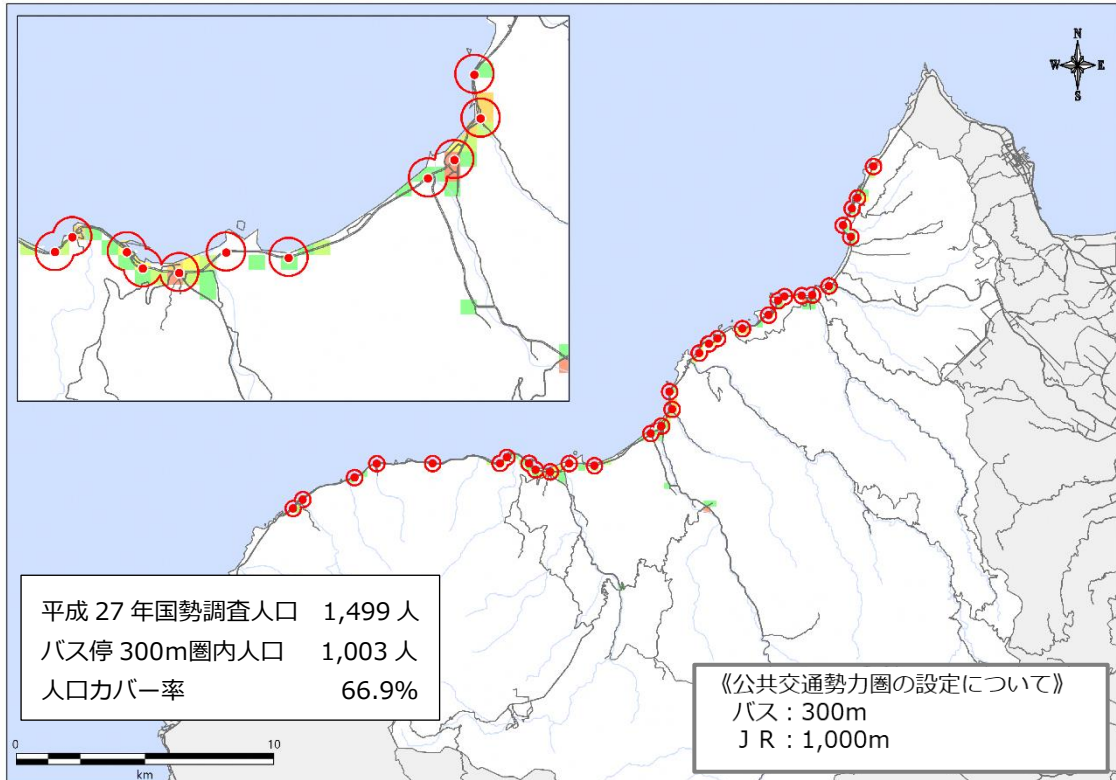 N
W E
S
平成 27 年国勢調査人口 1,499 人
バス停 300m圏内人口 1,003 人
人口カバー率 66.9%
《公共交通勢力圏の設定について》
バス：300m
ＪＲ：1,000m
0 10
km